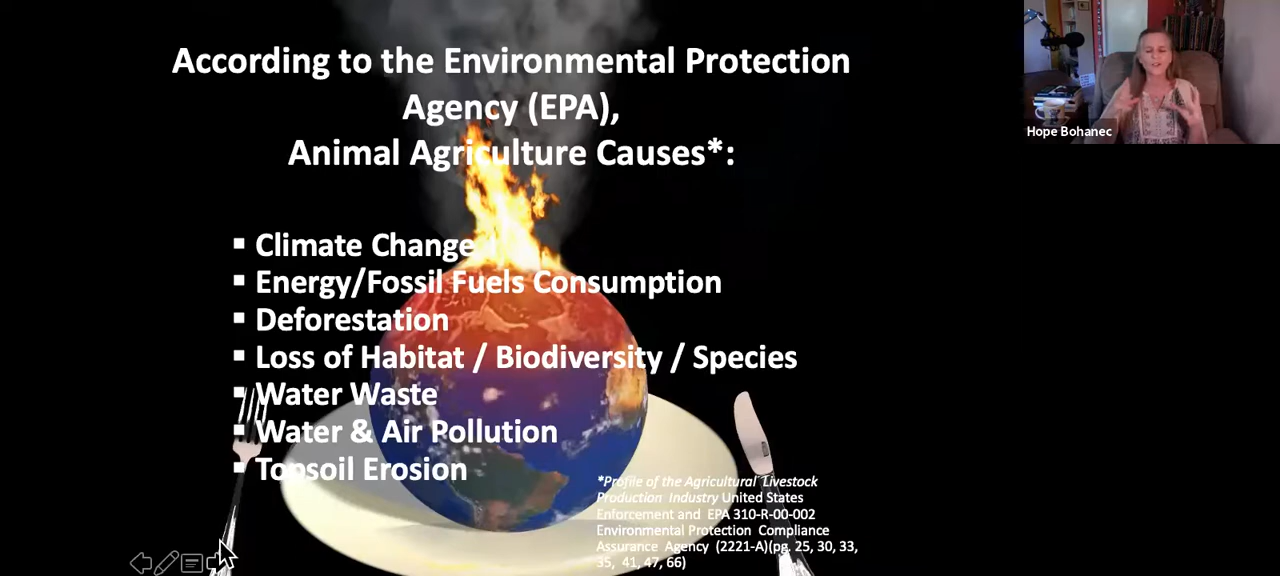 According to the Environmental Protection
Agency (EPA),
Animal Agriculture Causes*:
▪ Climate Change
▪ Energy/Fossil Fuels Consumption
▪ Deforestation
▪ Loss of Habitat / Biodiversity / Species
▪ Water Waste
▪ Water & Air Pollution
▪ Topsoil Erosion
*Profile of the Agricultural Livestock
Production Industry United States
Enforcement and EPA 310-R-00-002
Environmental Protection Compliance
Assurance Agency (2221-A)(pg. 25, 30, 33,
35, 41, 47, 66)
Hope Bohanec